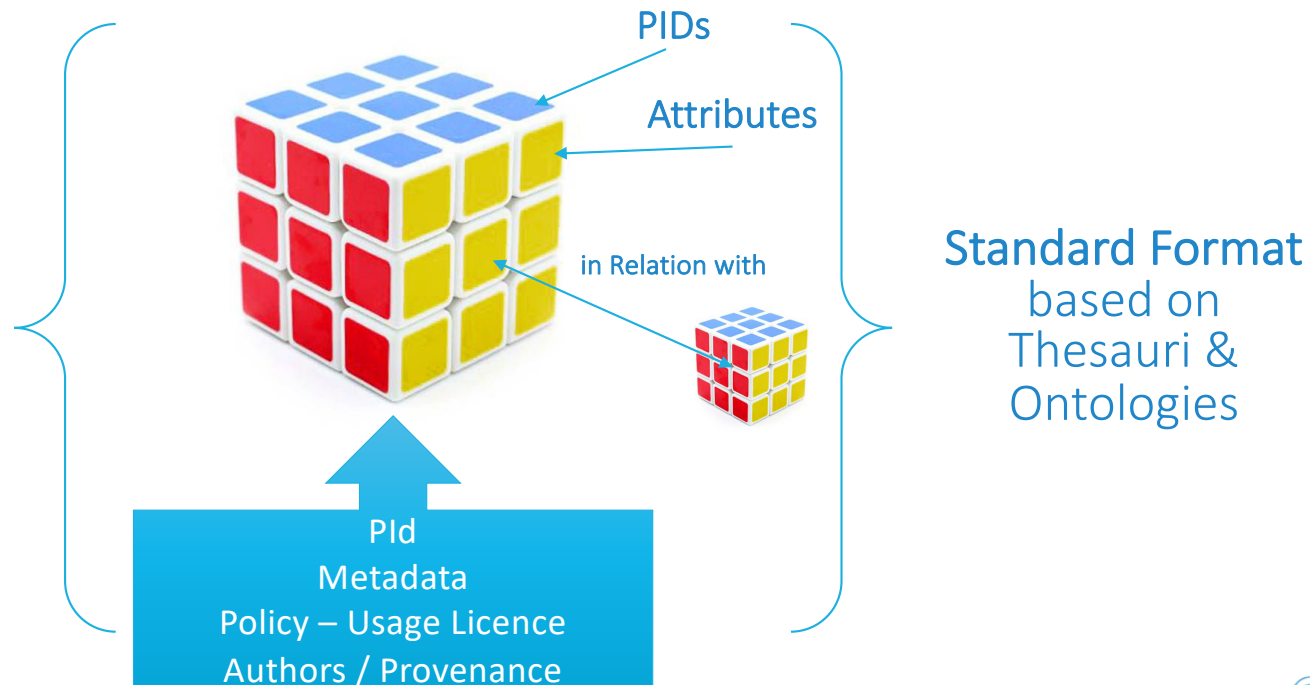 PIDs
Attributes
in Relation with
Standard Format
based on
Thesauri &
Ontologies
PId
Metadata
Policy – Usage Licence
Authors / Provenance